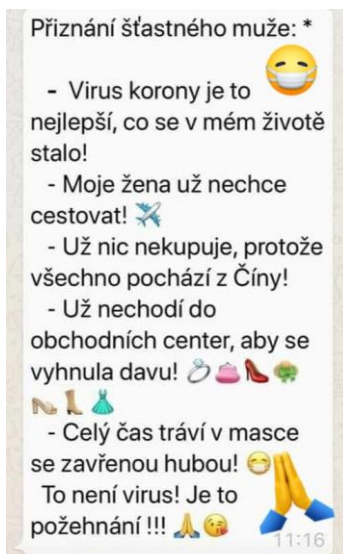 Přiznání šťastného muže: *
- Virus korony je to
nejlepší, co se v mém životě
stalo!
- Moje žena už nechce
cestovat! ✈️
- Už nic nekupuje, protože
všechno pochází z Číny!
- Už nechodí do
obchodních center, aby se
vyhnula davu! 💍👛👠👒
👡👢👗
- Celý čas tráví v masce
se zavřenou hubou! 😷
To není virus! Je to
požehnání !!! 🙏😘
11:16